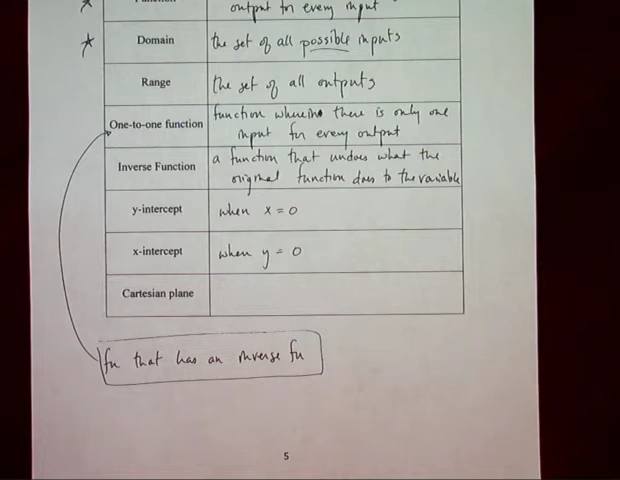 output for every input
Domain
the set of all possible inputs
Range
the set of all outputs
One-to-one function
function wherein there is only one
input for every output
Inverse Function
a function that undoes what the
original function does to the variable
y-intercept
when x = 0
x-intercept
when y = 0
Cartesian plane
fn that has an inverse fn
5